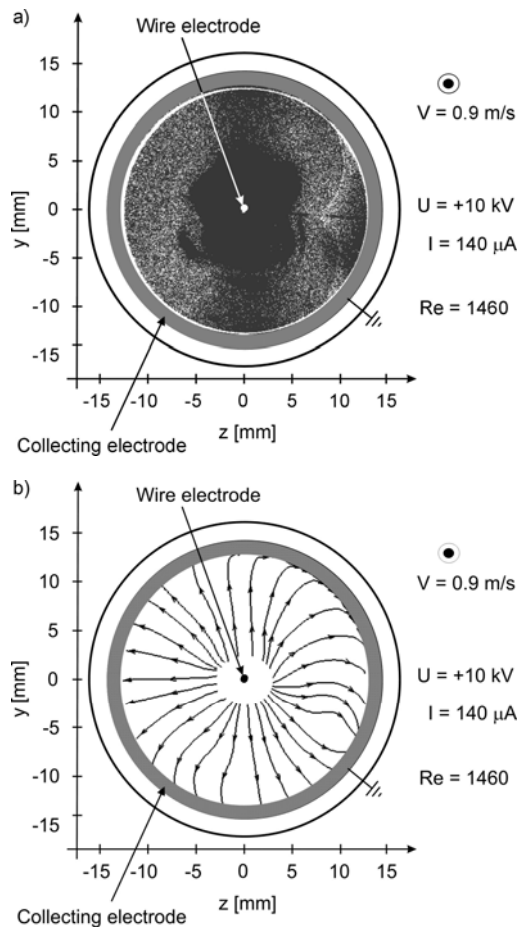 a)
Wire electrode
15
10
5
0
-5
-10
-15
y [mm]
V = 0.9 m/s
U = +10 kV
I = 140 μA
Re = 1460
-15 -10 -5 0 5 10 15
z [mm]
Collecting electrode
b)
Wire electrode
15
10
5
0
-5
-10
15
y [mm]
V = 0.9 m/s
U = +10 kV
I = 140 μA
Re = 1460
-15 -10 -5 0 5 10 15
z [mm]
Collecting electrode